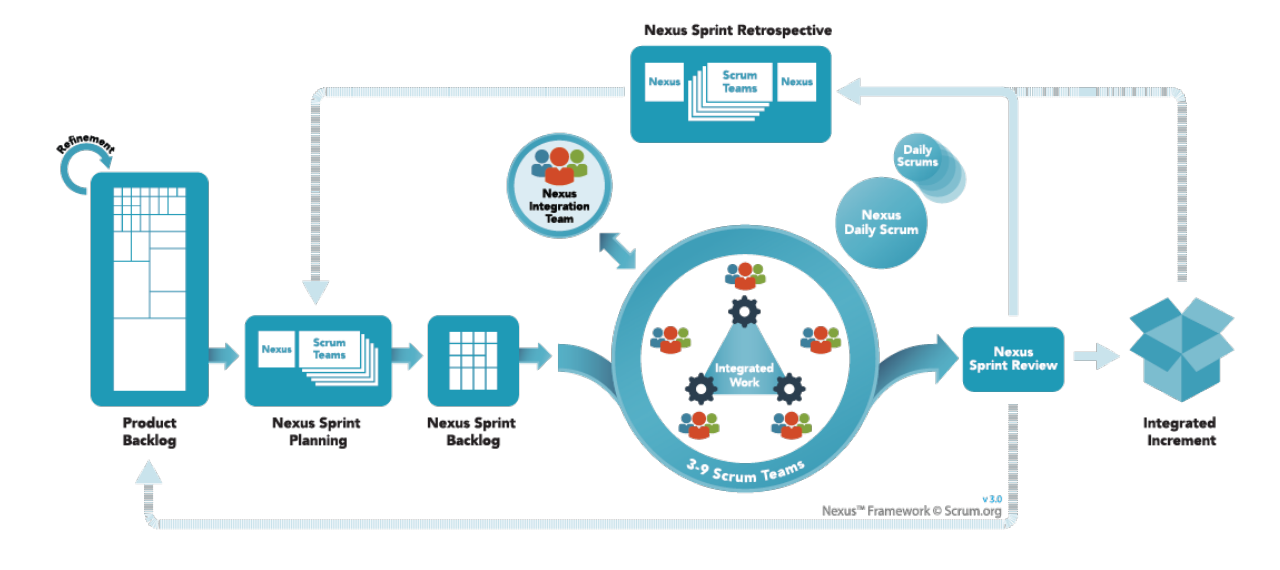 Nexus Sprint Retrospective
Nexus
Scrum
Teams
Nexus
Refinement
Daily
Scrums
Nexus
Integration
Team
Nexus
Daily Scrum
Nexus
Scrum
Teams
Integrated
Work
Nexus
Sprint Review
3-9 Scrum Teams
Product
Backlog
Nexus Sprint
Planning
Nexus Sprint
Backlog
Integrated
Increment
v 3.0
Nexus™ Framework © Scrum.org